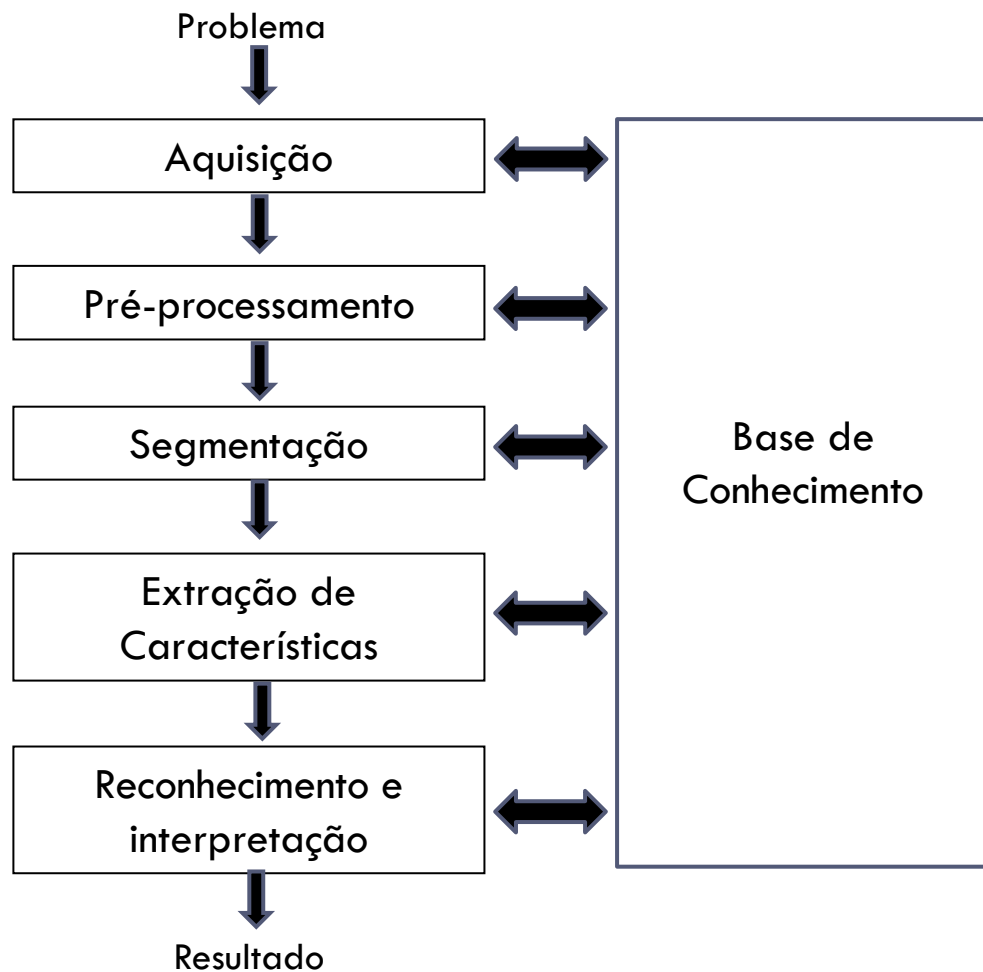 Problema
Aquisição
Pré-processamento
Segmentação
Extração de
Características
Reconhecimento e
interpretação
Resultado
Base de
Conhecimento